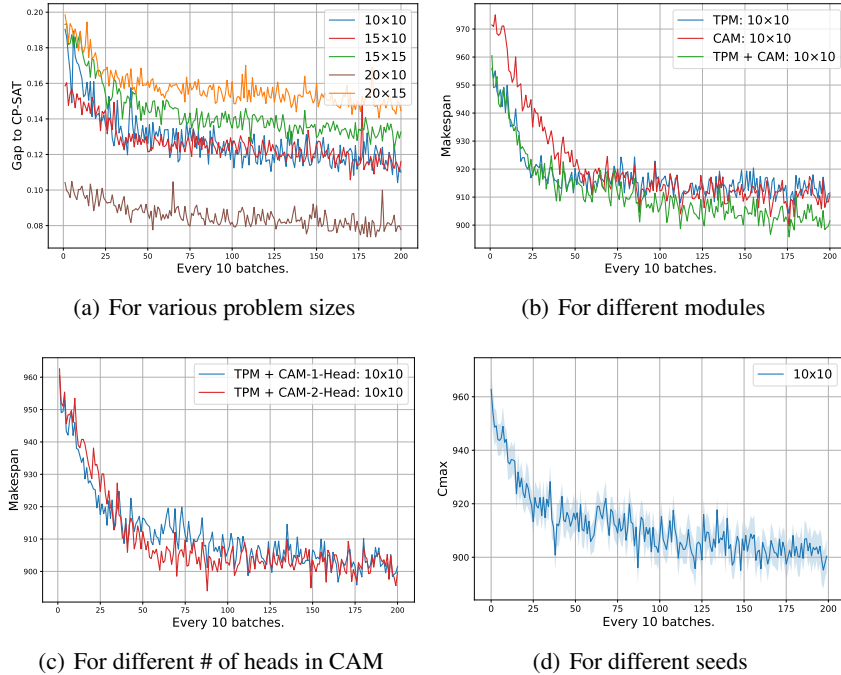 0.20
0.18
0.16
0.14
0.12
0.10
0.08
Gap to CP-SAT
10×10
15×10
15×15
20×10
20×15
0 25 50 75 100 125 150 175 200
Every 10 batches.
(a) For various problem sizes
970
960
950
940
930
920
910
900
Makespan
TPM: 10×10
CAM: 10×10
TPM + CAM: 10×10
0 25 50 75 100 125 150 175 200
Every 10 batches.
(b) For different modules
960
950
940
930
920
910
900
Makespan
TPM + CAM-1-Head: 10x10
TPM + CAM-2-Head: 10x10
0 25 50 75 100 125 150 175 200
Every 10 batches.
(c) For different # of heads in CAM
960
940
920
900
Cmax
10x10
0 25 50 75 100 125 150 175 200
Every 10 batches.
(d) For different seeds